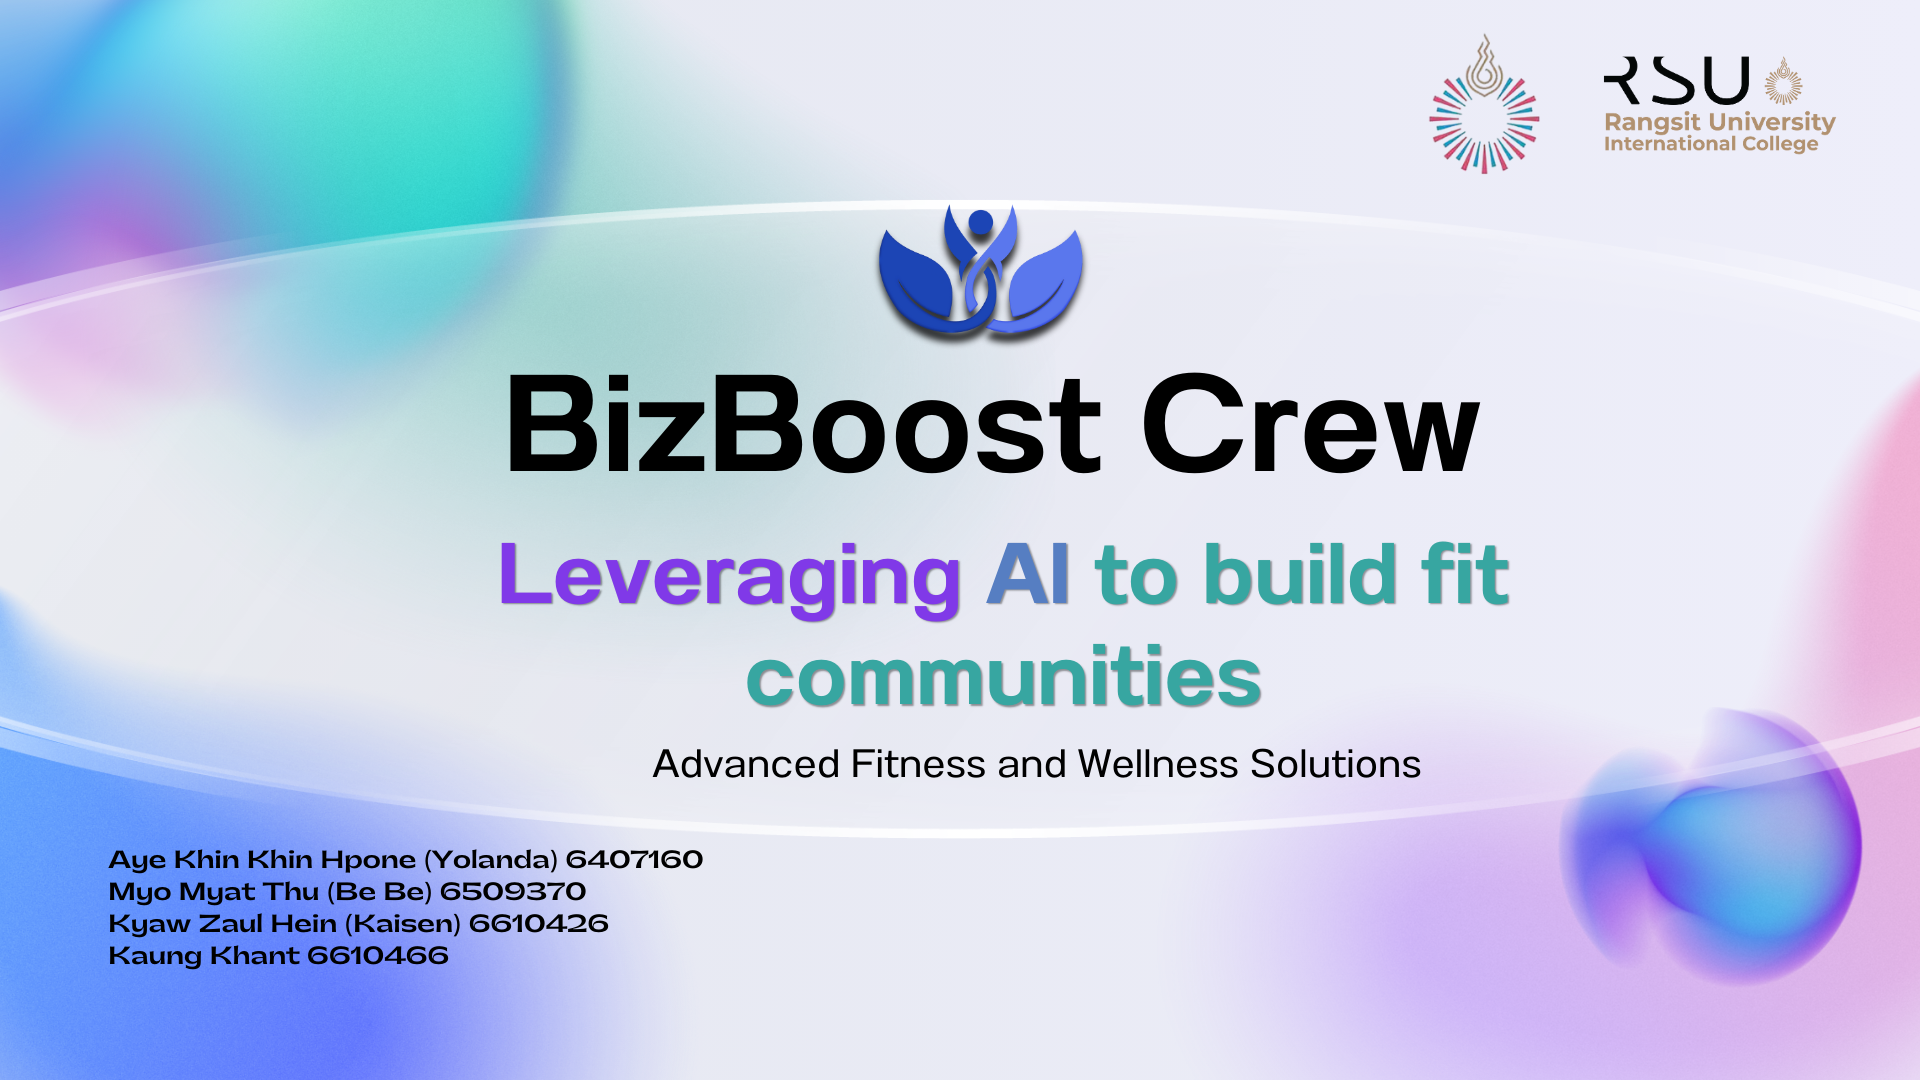 RSU
Rangsit University
International College
BizBoost Crew
Leveraging AI to build fit
communities
Advanced Fitness and Wellness Solutions
Aye Khin Khin Hpone (Yolanda) 6407160
Myo Myat Thu (Be Be) 6509370
Kyaw Zaul Hein (Kaisen) 6610426
Kaung Khant 6610466